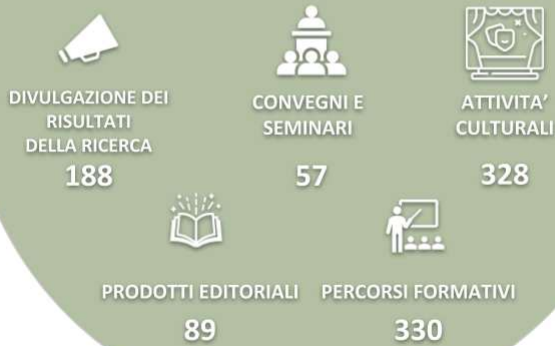 DIVULGAZIONE DEI
RISULTATI
DELLA RICERCA
188
CONVEGNI E
SEMINARI
57
ATTIVITA’
CULTURALI
328
PRODOTTI EDITORIALI
89
PERCORSI FORMATIVI
330